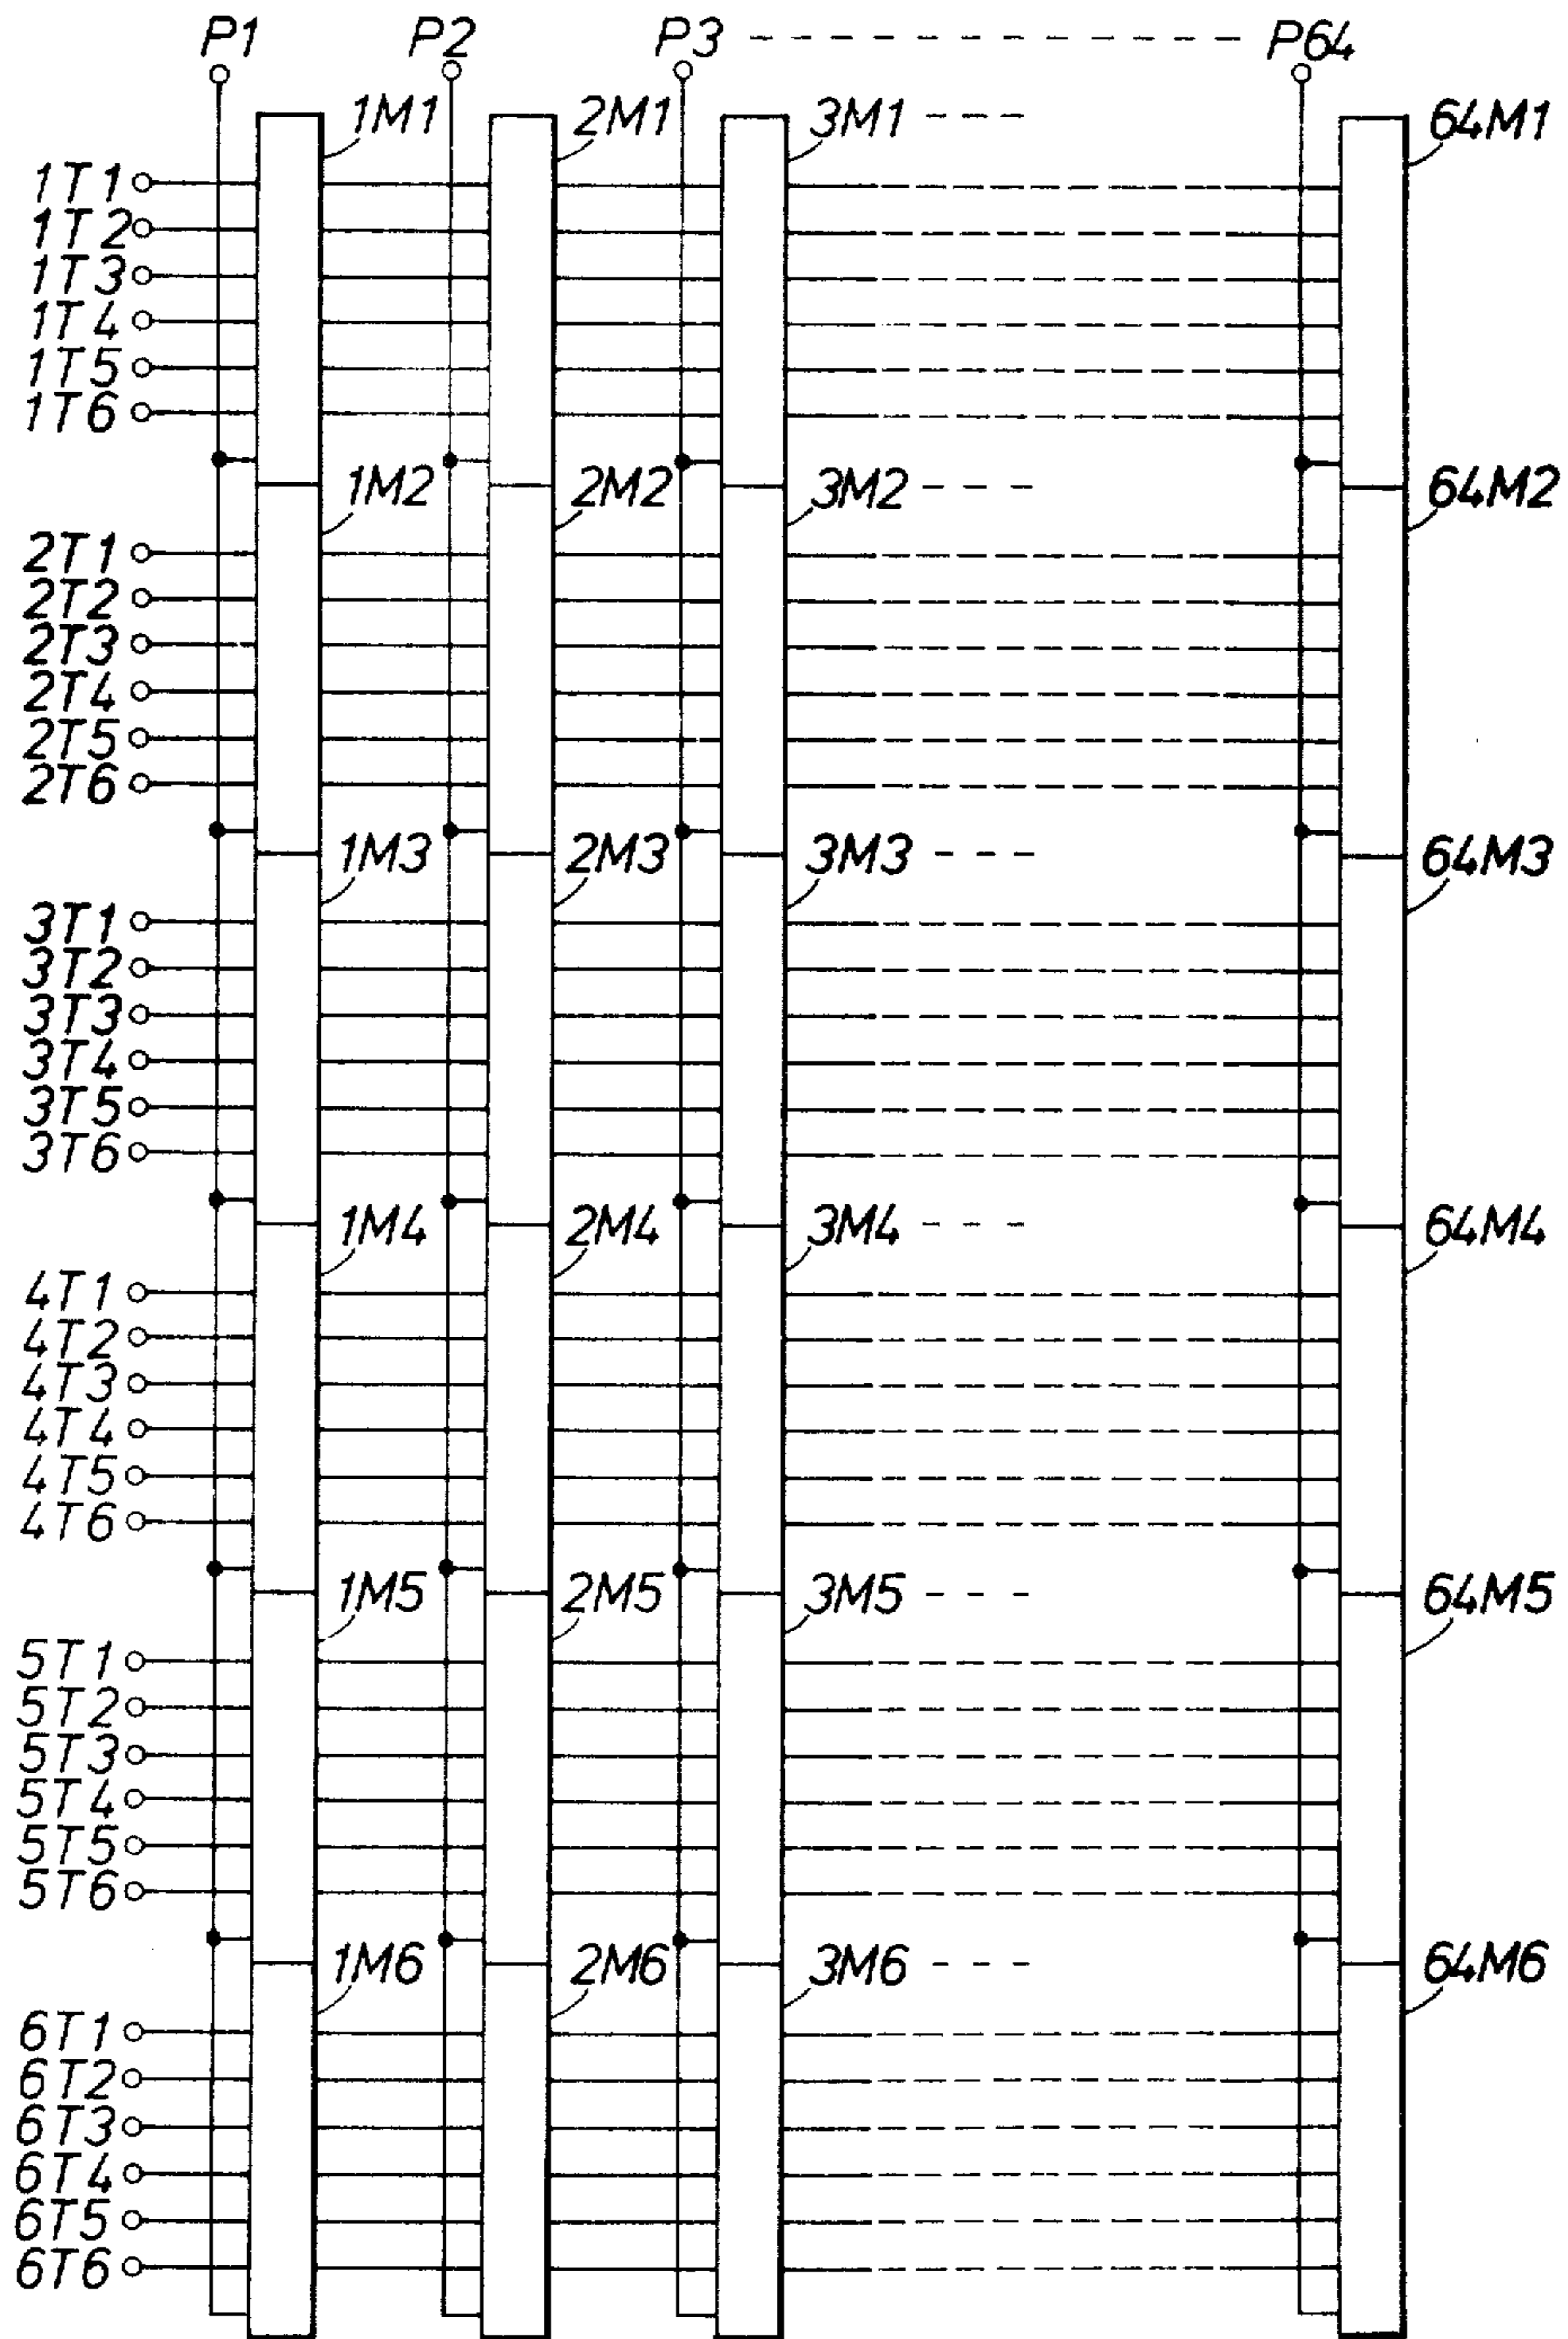 P1 P2 P3 - - - - - - - - - - - - - P64
1M1 2M1 3M1 - - - 64M1
1T1
1T2
1T3
1T4
1T5
1T6
1M2 2M2 3M2 - - - 64M2
2T1
2T2
2T3
2T4
2T5
2T6
1M3 2M3 3M3 - - - 64M3
3T1
3T2
3T3
3T4
3T5
3T6
1M4 2M4 3M4 - - - 64M4
4T1
4T2
4T3
4T4
4T5
4T6
1M5 2M5 3M5 - - - 64M5
5T1
5T2
5T3
5T4
5T5
5T6
1M6 2M6 3M6 - - - 64M6
6T1
6T2
6T3
6T4
6T5
6T6